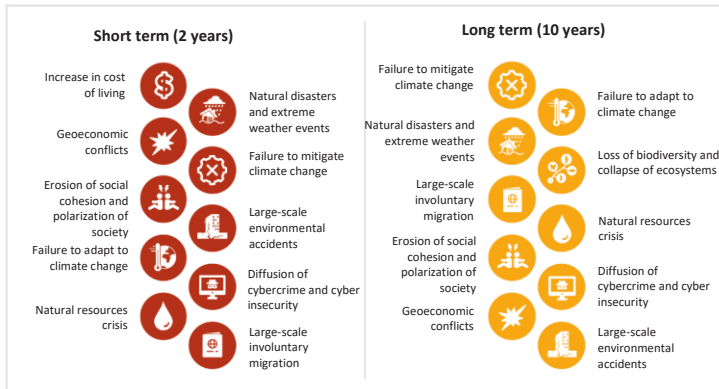 Short term (2 years)
Increase in cost
of living
Natural disasters
and extreme
weather events
Geoeconomic
conflicts
Failure to mitigate
climate change
Erosion of social
cohesion and
polarization of
society
Large-scale
environmental
accidents
Failure to adapt to
climate change
Diffusion of
cybercrime and cyber
insecurity
Natural resources
crisis
Large-scale
involuntary
migration
Long term (10 years)
Failure to mitigate
climate change
Failure to adapt to
climate change
Natural disasters and
extreme weather
events
Loss of biodiversity and
collapse of ecosystems
Large-scale
involuntary
migration
Natural resources
crisis
Erosion of social
cohesion and
polarization of
society
Diffusion of
cybercrime and cyber
insecurity
Geoeconomic
conflicts
Large-scale
environmental
accidents